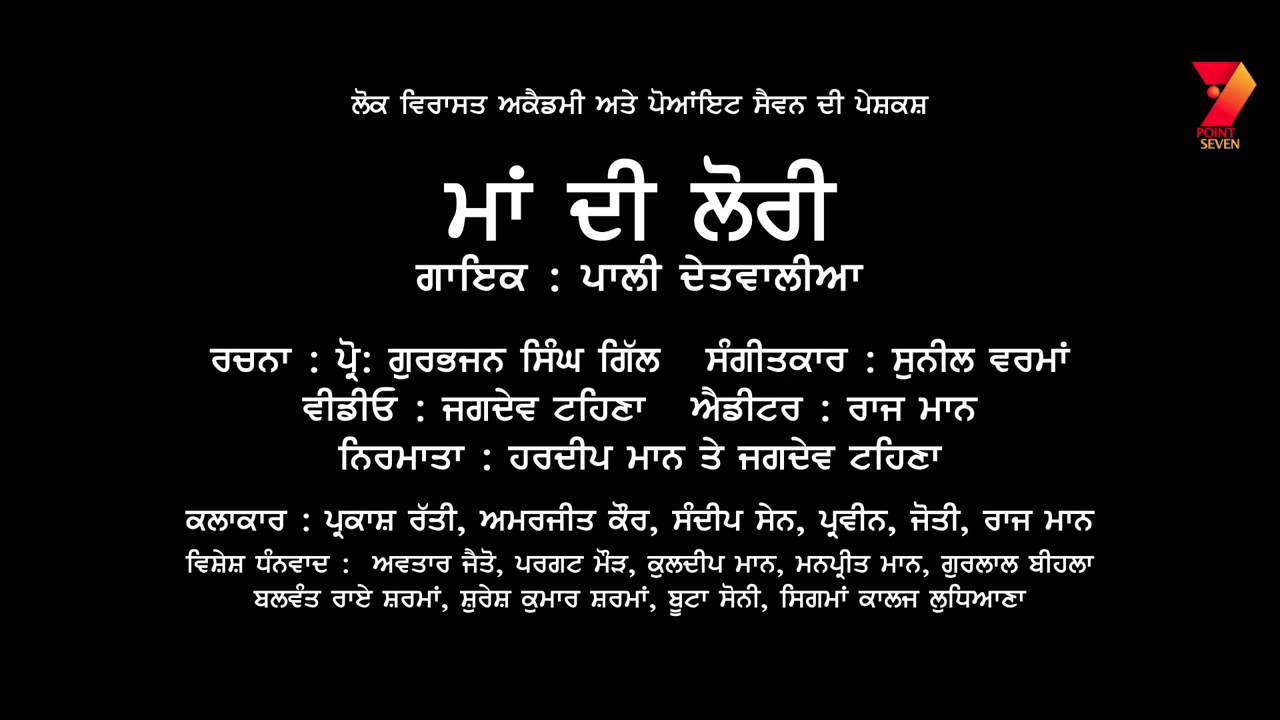 ਲੋਕ ਵਿਰਾਸਤ ਅਕੈਡਮੀ ਅਤੇ ਪੋਆਂਇਟ ਸੈਵਨ ਦੀ ਪੇਸ਼ਕਸ਼
POINT
SEVEN
ਮਾਂ ਦੀ ਲੋਰੀ
ਗਾਇਕ : ਪਾਲੀ ਦੇਤਵਾਲੀਆ
ਰਚਨਾ : ਪ੍ਰੋ: ਗੁਰਭਜਨ ਸਿੰਘ ਗਿੱਲ ਸੰਗੀਤਕਾਰ : ਸੁਨੀਲ ਵਰਮਾਂ
ਵੀਡੀਓ : ਜਗਦੇਵ ਟਹਿਣਾ ਐਡੀਟਰ : ਰਾਜ ਮਾਨ
ਨਿਰਮਾਤਾ : ਹਰਦੀਪ ਮਾਨ ਤੇ ਜਗਦੇਵ ਟਹਿਣਾ
ਕਲਾਕਾਰ : ਪ੍ਰਕਾਸ਼ ਰੱਤੀ, ਅਮਰਜੀਤ ਕੌਰ, ਸੰਦੀਪ ਸੇਨ, ਪ੍ਰਵੀਨ, ਜੋਤੀ, ਰਾਜ ਮਾਨ
ਵਿਸ਼ੇਸ਼ ਧੰਨਵਾਦ : ਅਵਤਾਰ ਜੈਤੋ, ਪਰਗਟ ਮੌੜ, ਕੁਲਦੀਪ ਮਾਨ, ਮਨਪ੍ਰੀਤ ਮਾਨ, ਗੁਰਲਾਲ ਬੀਹਲਾ
ਬਲਵੰਤ ਰਾਏ ਸ਼ਰਮਾਂ, ਸ਼ੁਰੇਸ਼ ਕੁਮਾਰ ਸ਼ਰਮਾਂ, ਬੂਟਾ ਸੋਨੀ, ਸਿਗਮਾਂ ਕਾਲਜ ਲੁਧਿਆਣਾ